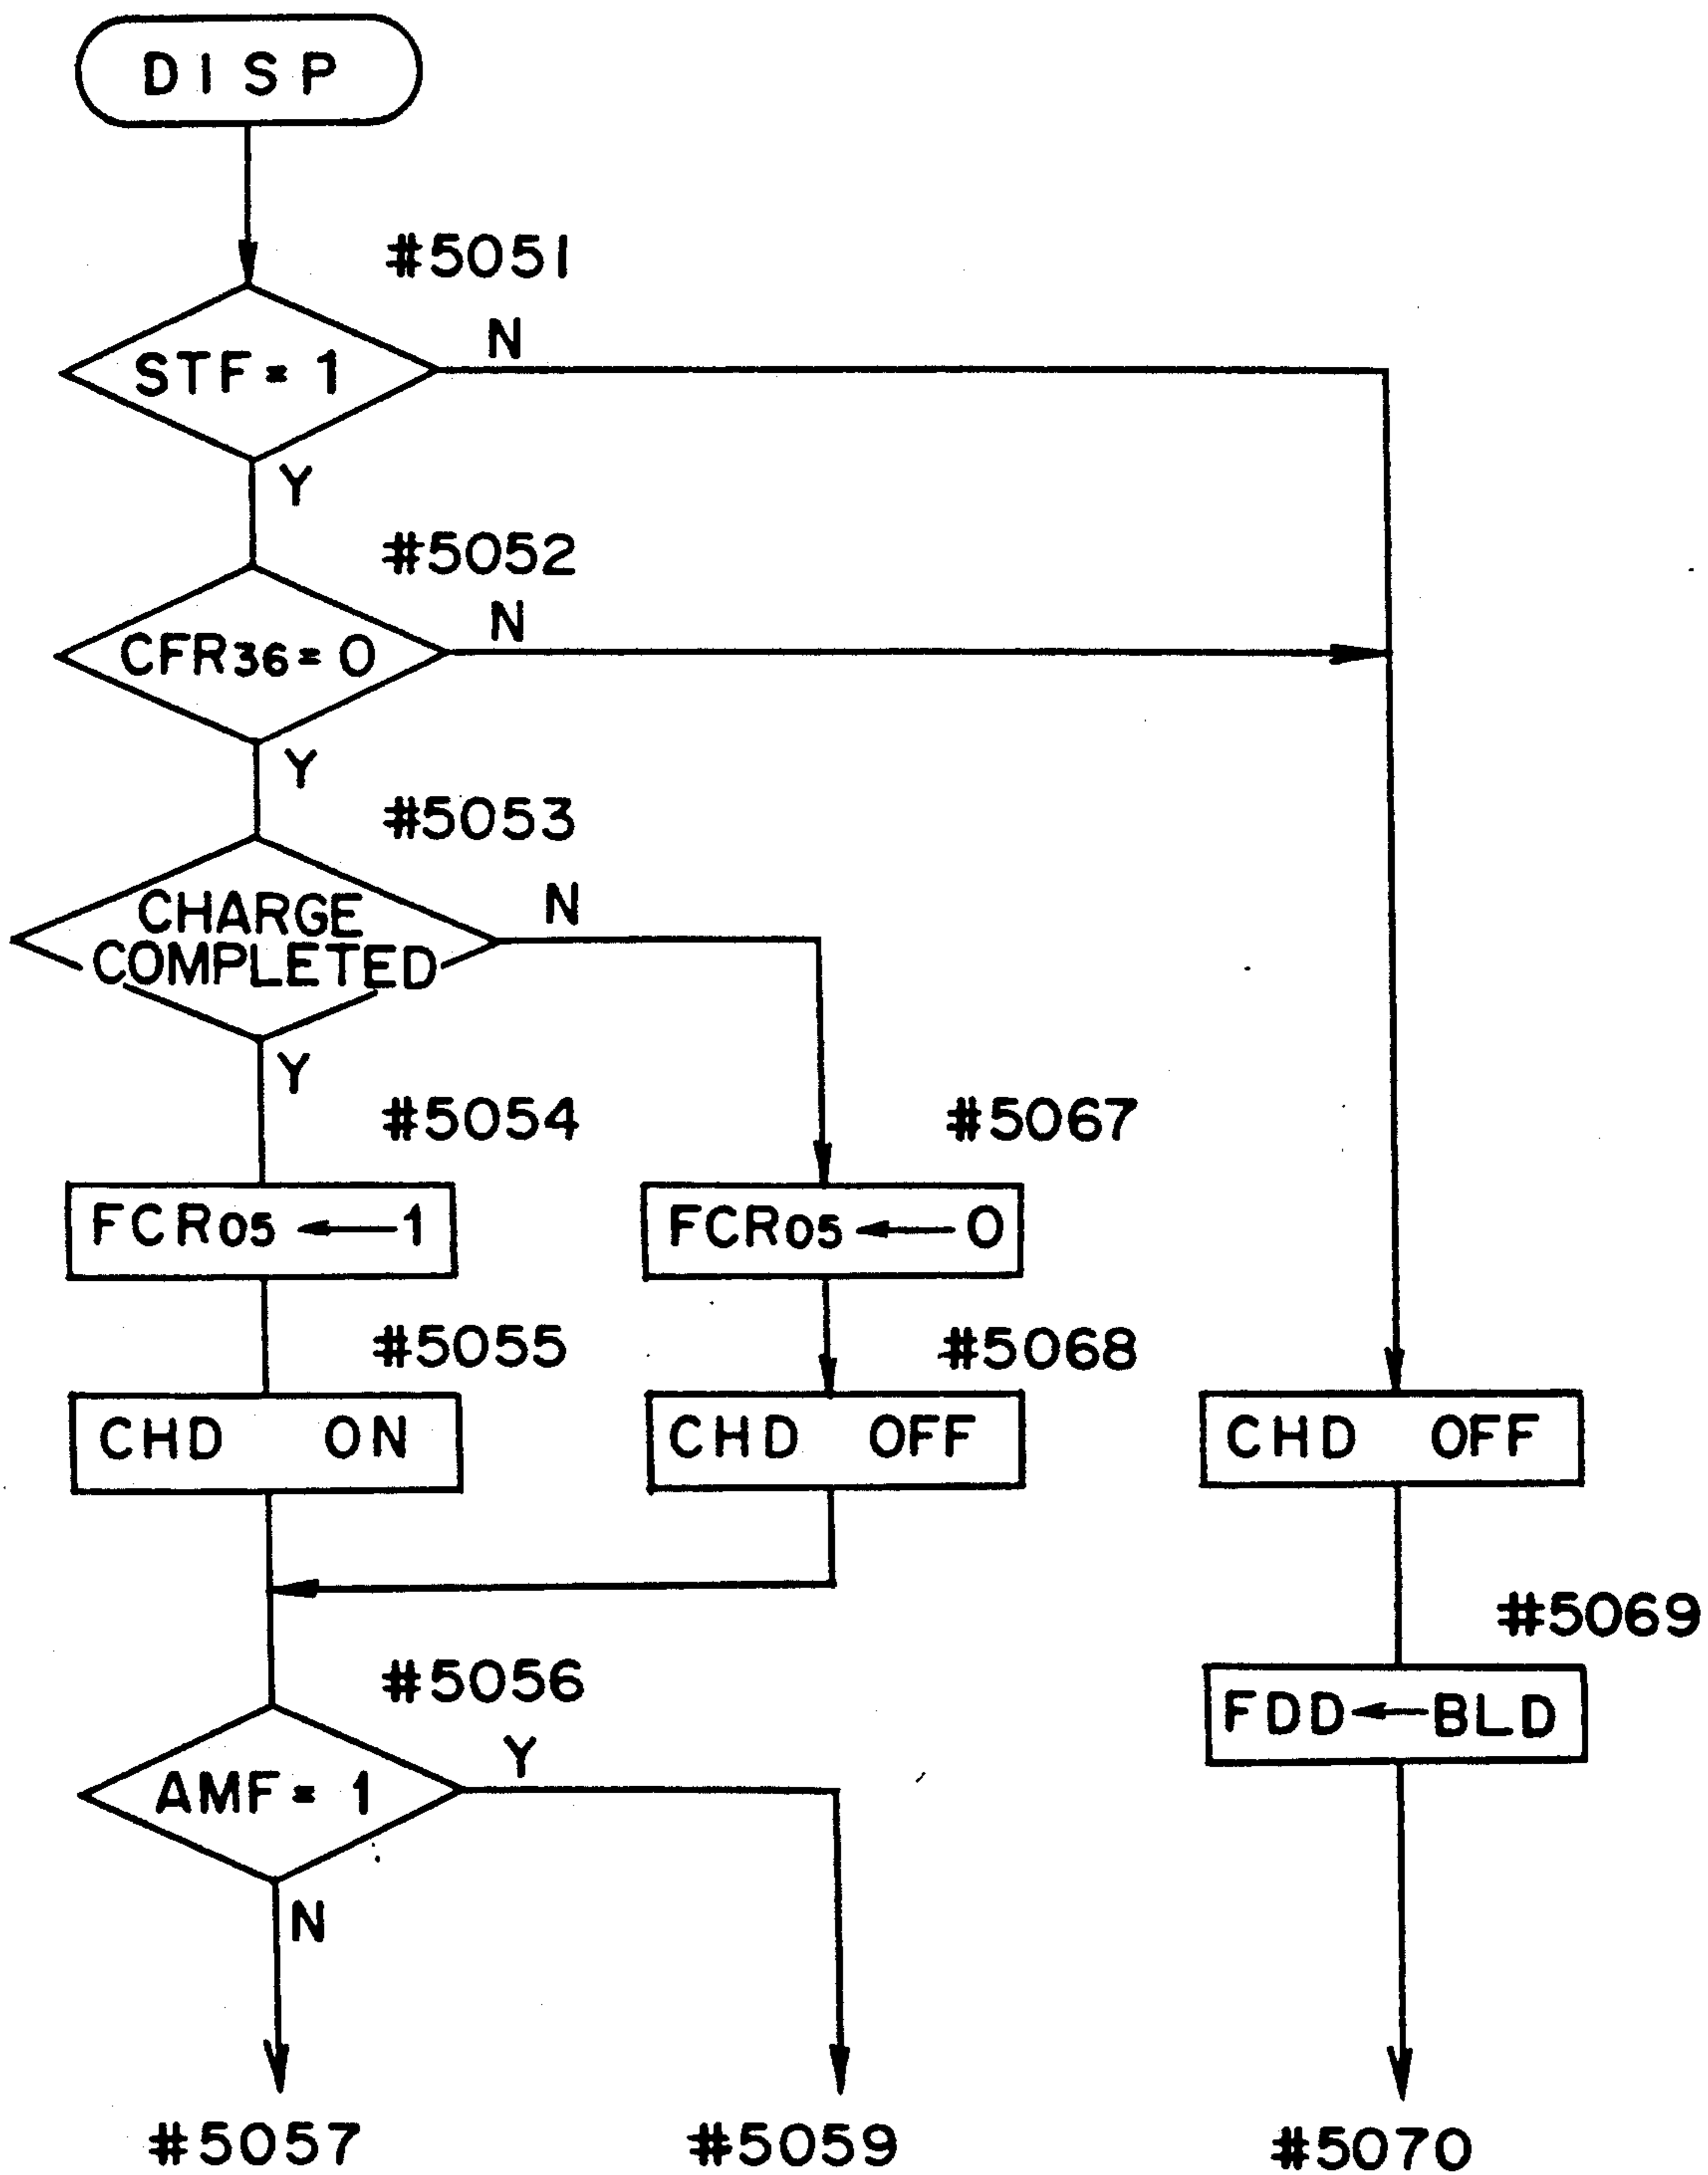 DISP
#5051
STF = 1
N
Y
#5052
CFR36 = 0
N
Y
#5053
CHARGE
COMPLETED
N
Y
#5054
FCR05 ← 1
#5067
FCR05 ← 0
#5055
CHD ON
#5068
CHD OFF
CHD OFF
#5069
FDD ← BLD
#5056
AMF = 1
Y
N
#5057
#5059
#5070